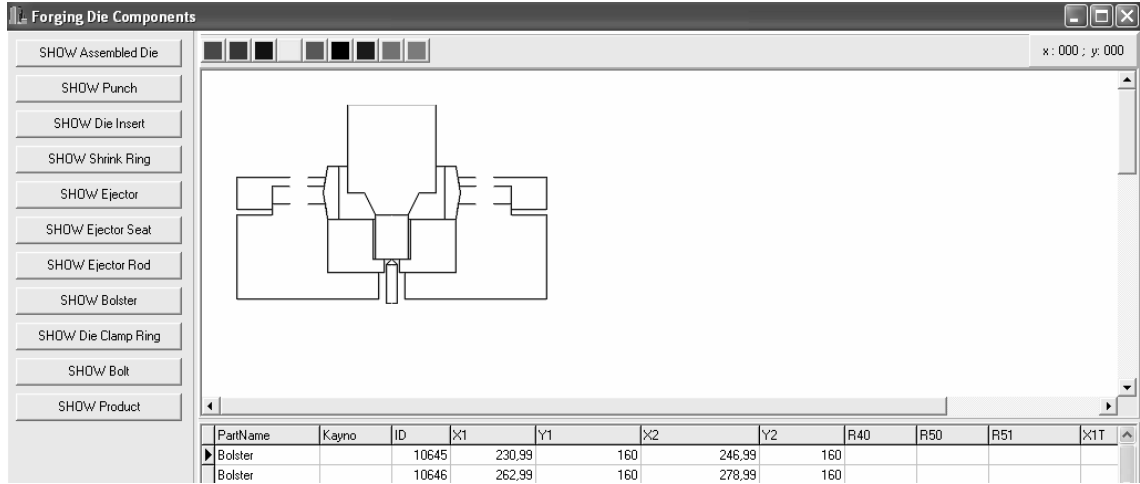 Forging Die Components
SHOW Assembled Die
SHOW Punch
SHOW Die Insert
SHOW Shrink Ring
SHOW Ejector
SHOW Ejector Seat
SHOW Ejector Rod
SHOW Bolster
SHOW Die Clamp Ring
SHOW Bolt
SHOW Product
x : 000 ; y: 000
PartName Kayno ID X1 Y1 X2 Y2 R40 R50 R51 X1T
Bolster 10645 230,99 160 246,99 160
Bolster 10646 262,99 160 278,99 160